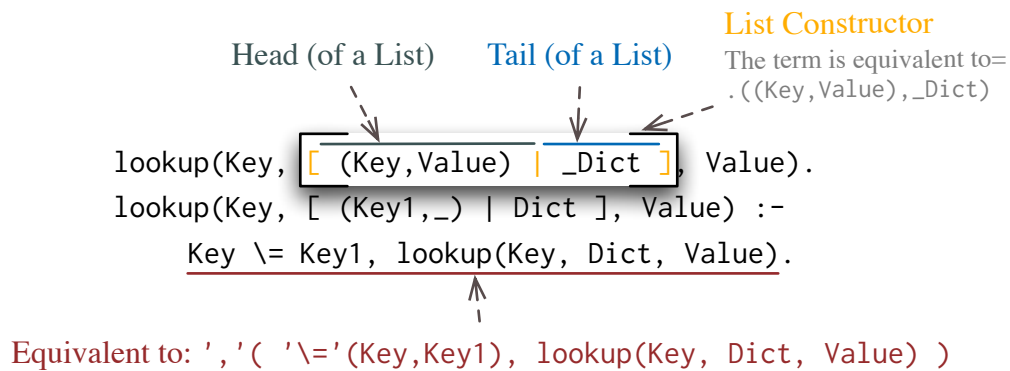 List Constructor
Head (of a List) Tail (of a List)
The term is equivalent to=
.((Key,Value),_Dict)
lookup(Key, [ (Key,Value) | _Dict ], Value).
lookup(Key, [ (Key1,_) | Dict ], Value) :-
Key \= Key1, lookup(Key, Dict, Value).
Equivalent to: ','( '\='(Key,Key1), lookup(Key, Dict, Value) )